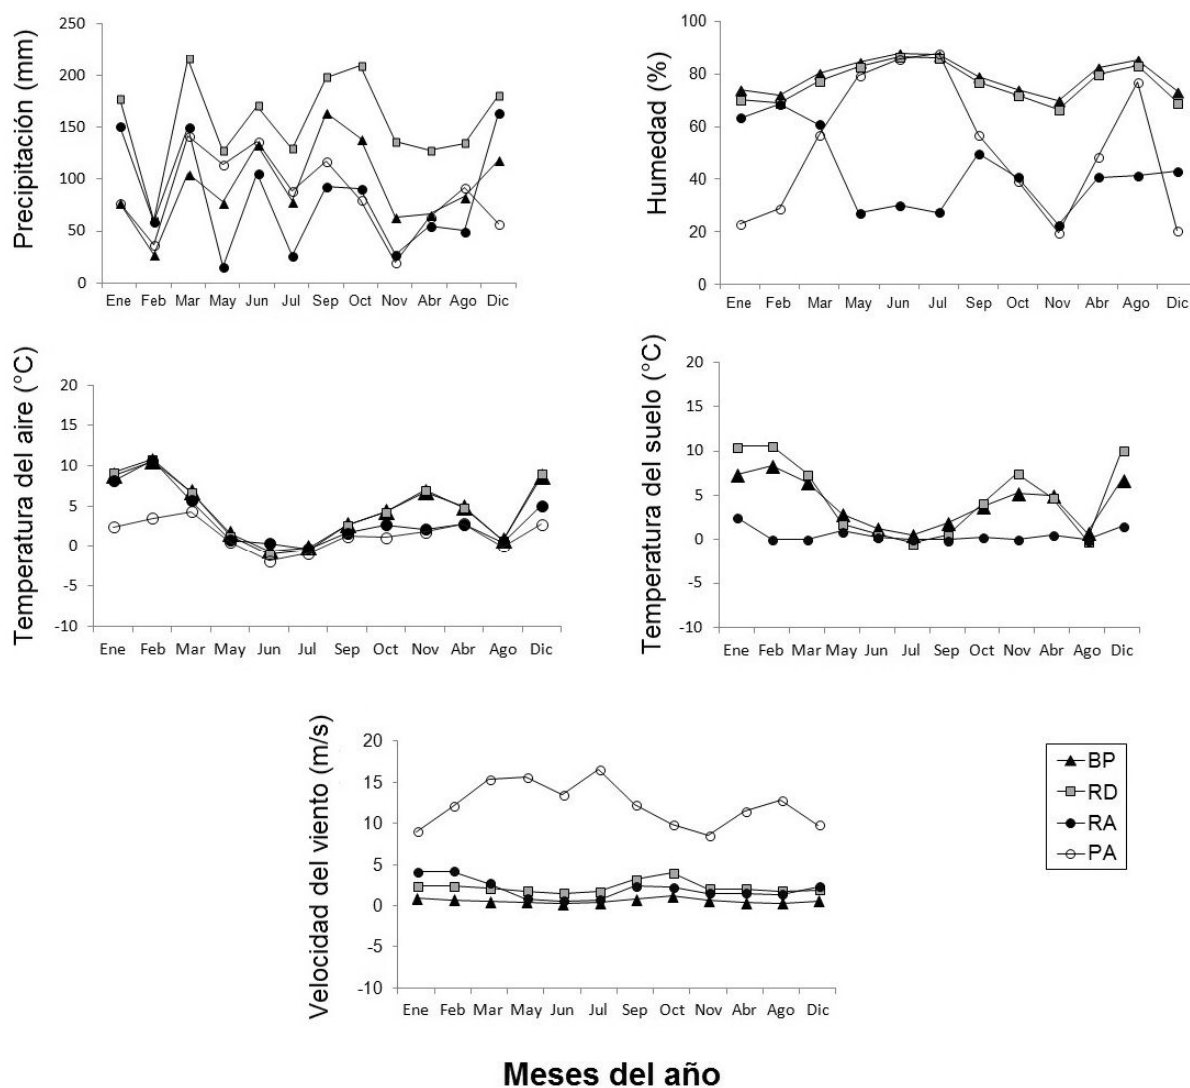 Precipitación (mm)
250
200
150
100
50
0
Ene Feb Mar May Jun Jul Sep Oct Nov Abr Ago Dic
Humedad (%)
100
80
60
40
20
0
Ene Feb Mar May Jun Jul Sep Oct Nov Abr Ago Dic
Temperatura del aire (°C)
20
15
10
5
0
-5
-10
Ene Feb Mar May Jun Jul Sep Oct Nov Abr Ago Dic
Temperatura del suelo (°C)
20
15
10
5
0
-5
-10
Ene Feb Mar May Jun Jul Sep Oct Nov Abr Ago Dic
Velocidad del viento (m/s)
20
15
10
5
0
-5
-10
Ene Feb Mar May Jun Jul Sep Oct Nov Abr Ago Dic
BP
RD
RA
PA
Meses del año